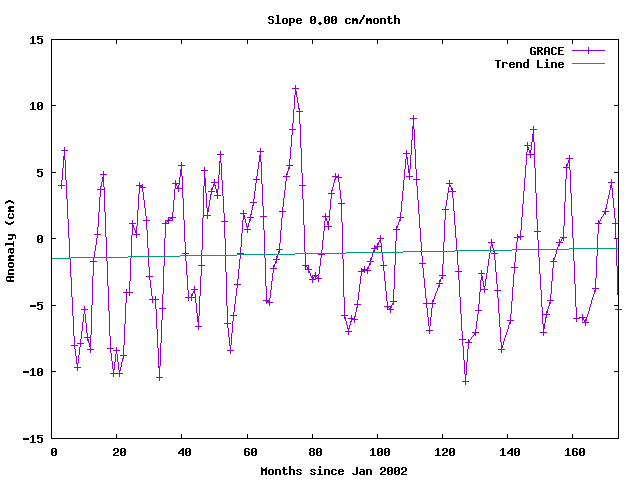 Slope 0.00 cm/month
GRACE
Trend Line
15
10
5
0
-5
-10
-15
Anomaly (cm)
0 20 40 60 80 100 120 140 160
Months since Jan 2002